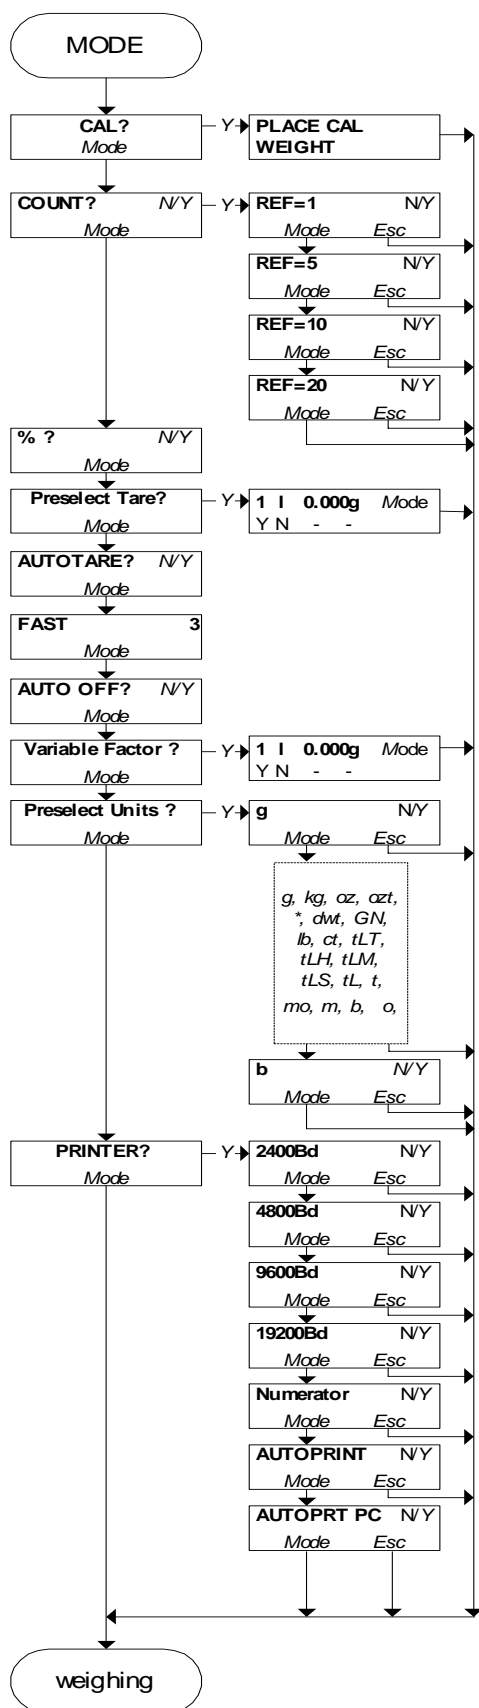 MODE
CAL?
Mode
Y
PLACE CAL
WEIGHT
COUNT? N/Y
Mode
Y
REF=1 N/Y
Mode Esc
REF=5 N/Y
Mode Esc
REF=10 N/Y
Mode Esc
REF=20 N/Y
Mode Esc
% ? N/Y
Mode
Preselect Tare?
Mode
Y
1 I 0.000g Mode
Y N - -
AUTOTARE? N/Y
Mode
FAST 3
Mode
AUTO OFF? N/Y
Mode
Variable Factor ?
Mode
Y
1 I 0.000g Mode
Y N - -
Preselect Units ?
Mode
Y
g N/Y
Mode Esc
g, kg, oz, ozt,
*, dwt, GN,
lb, ct, tLT,
tLH, tLM,
tLS, tL, t,
mo, m, b, o,
b N/Y
Mode Esc
PRINTER?
Mode
Y
2400Bd N/Y
Mode Esc
4800Bd N/Y
Mode Esc
9600Bd N/Y
Mode Esc
19200Bd N/Y
Mode Esc
Numerator N/Y
Mode Esc
AUTOPRINT N/Y
Mode Esc
AUTOPRT PC N/Y
Mode Esc
weighing